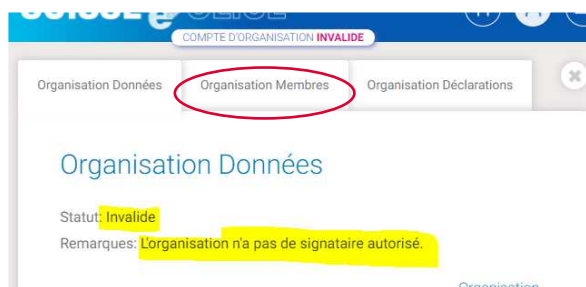 COMPTE D'ORGANISATION INVALIDE
Organisation Données Organisation Membres Organisation Déclarations
Organisation Données
Statut: Invalide
Remarques: L'organisation n'a pas de signataire autorisé.